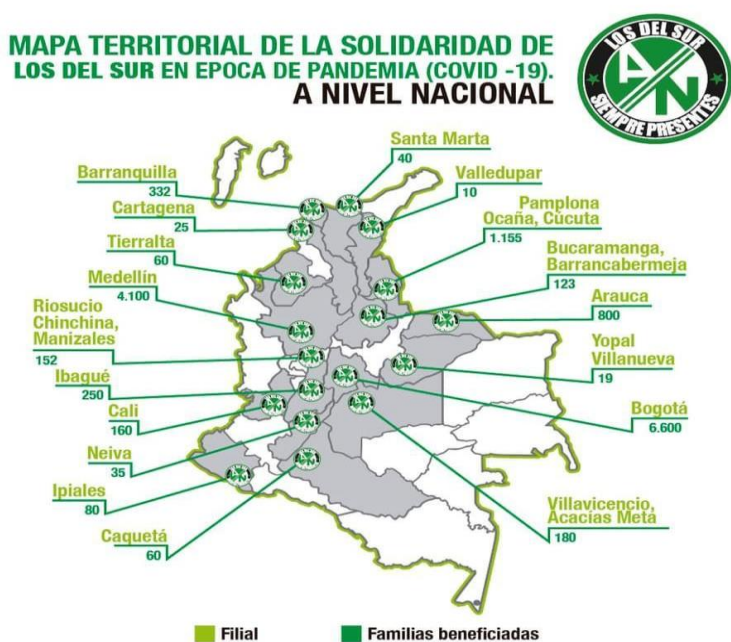 MAPA TERRITORIAL DE LA SOLIDARIDAD DE
LOS DEL SUR EN EPOCA DE PANDEMIA (COVID -19).
A NIVEL NACIONAL
LOS DEL SUR
AN
SIEMPRE PRESENTES
Santa Marta
40
Barranquilla
332
Valledupar
10
Cartagena
25
Pamplona
Ocaña, Cúcuta
1.155
Tierralta
60
Bucaramanga,
Barrancabermeja
123
Medellín
4.100
Arauca
800
Riosucio
Chinchina,
Manizales
152
Yopal
Villanueva
19
Ibagué
250
Bogotá
6.600
Cali
160
Neiva
35
Ipiales
80
Villavicencio,
Acacías Meta
180
Caquetá
60
Filial
Familias beneficiadas